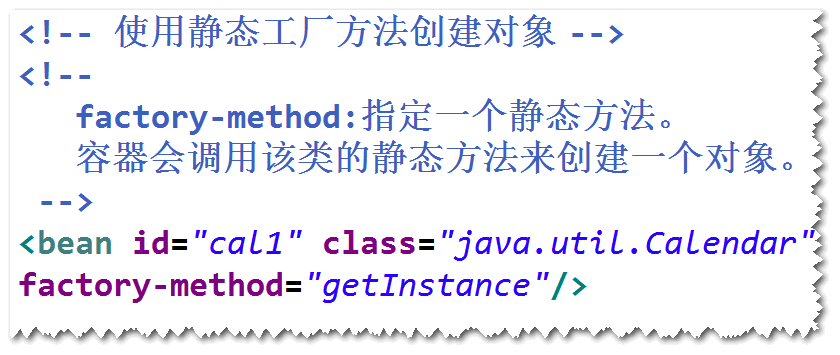 <!-- 使用静态工厂方法创建对象 -->
<!--
factory-method:指定一个静态方法。
容器会调用该类的静态方法来创建一个对象。
-->
<bean id="cal1" class="java.util.Calendar"
factory-method="getInstance"/>